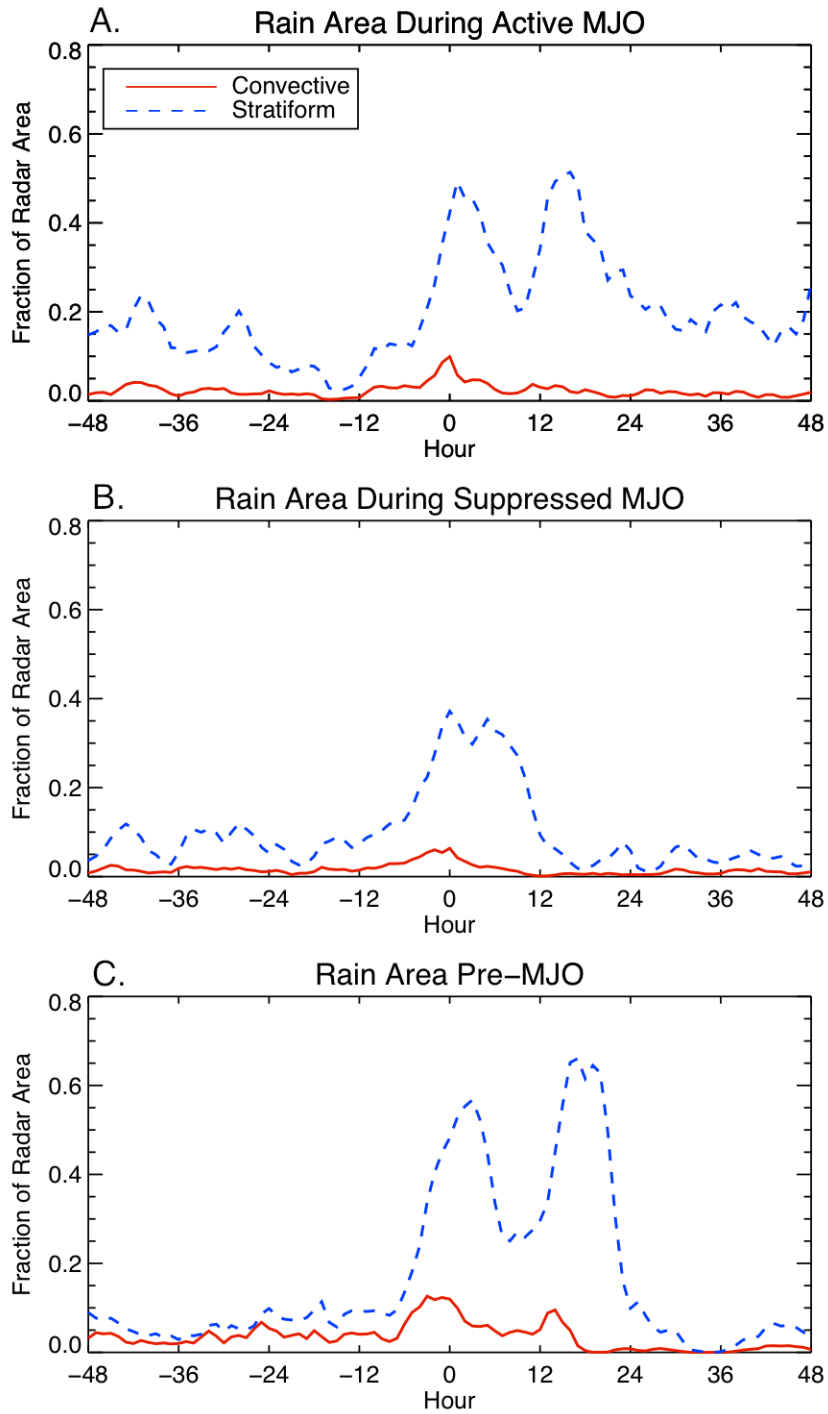 A.
Rain Area During Active MJO
0.8
0.6
0.4
0.2
0.0
Fraction of Radar Area
Convective
Stratiform
−48 −36 −24 −12 0 12 24 36 48
Hour
B.
Rain Area During Suppressed MJO
0.8
0.6
0.4
0.2
0.0
Fraction of Radar Area
−48 −36 −24 −12 0 12 24 36 48
Hour
C.
Rain Area Pre−MJO
0.8
0.6
0.4
0.2
0.0
Fraction of Radar Area
−48 −36 −24 −12 0 12 24 36 48
Hour